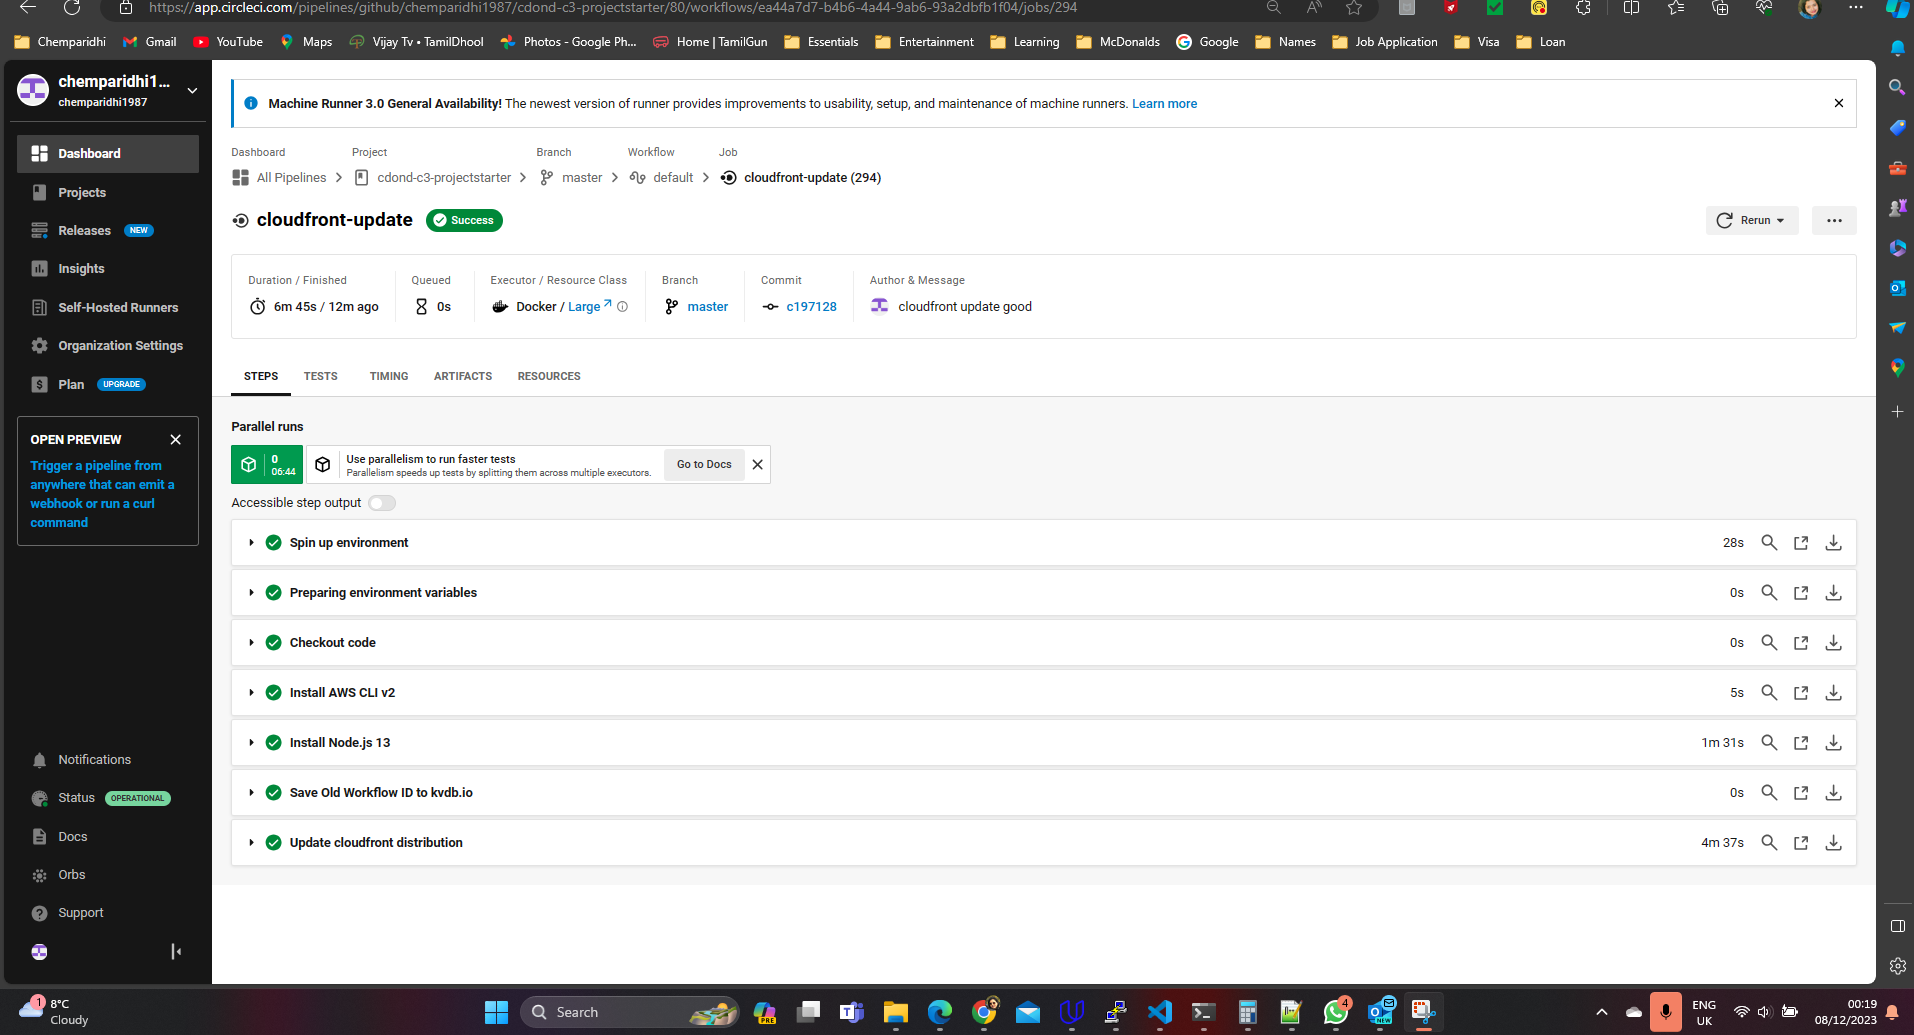 https://app.circleci.com/pipelines/github/chemparidhi1987/cdond-c3-projectstarter/80/workflows/ea44a7d7-b4b6-4a44-9ab6-93a2dbfb1f04/jobs/294
Chemparidhi Gmail YouTube Maps Vijay Tv • TamilDhool Photos - Google Ph... Home | TamilGun Essentials Entertainment Learning McDonalds Google Names Job Application Visa Loan
chemparidhi1...
chemparidhi1987
Dashboard
Projects
Releases NEW
Insights
Self-Hosted Runners
Organization Settings
Plan UPGRADE
OPEN PREVIEW
Trigger a pipeline from
anywhere that can emit a
webhook or run a curl
command
Notifications
Status OPERATIONAL
Docs
Orbs
Support
Machine Runner 3.0 General Availability! The newest version of runner provides improvements to usability, setup, and maintenance of machine runners. Learn more
Dashboard Project Branch Workflow Job
All Pipelines cdond-c3-projectstarter master default cloudfront-update (294)
cloudfront-update Success Rerun
Duration / Finished Queued Executor / Resource Class Branch Commit Author & Message
6m 45s / 12m ago 0s Docker / Large master c197128 cloudfront update good
STEPS TESTS TIMING ARTIFACTS RESOURCES
Parallel runs
0
06:44
Use parallelism to run faster tests
Parallelism speeds up tests by splitting them across multiple executors.
Go to Docs
Accessible step output
Spin up environment 28s
Preparing environment variables 0s
Checkout code 0s
Install AWS CLI v2 5s
Install Node.js 13 1m 31s
Save Old Workflow ID to kvdb.io 0s
Update cloudfront distribution 4m 37s
1
8°C
Cloudy
Search
PRE
4
NEW
ENG
UK
00:19
08/12/2023